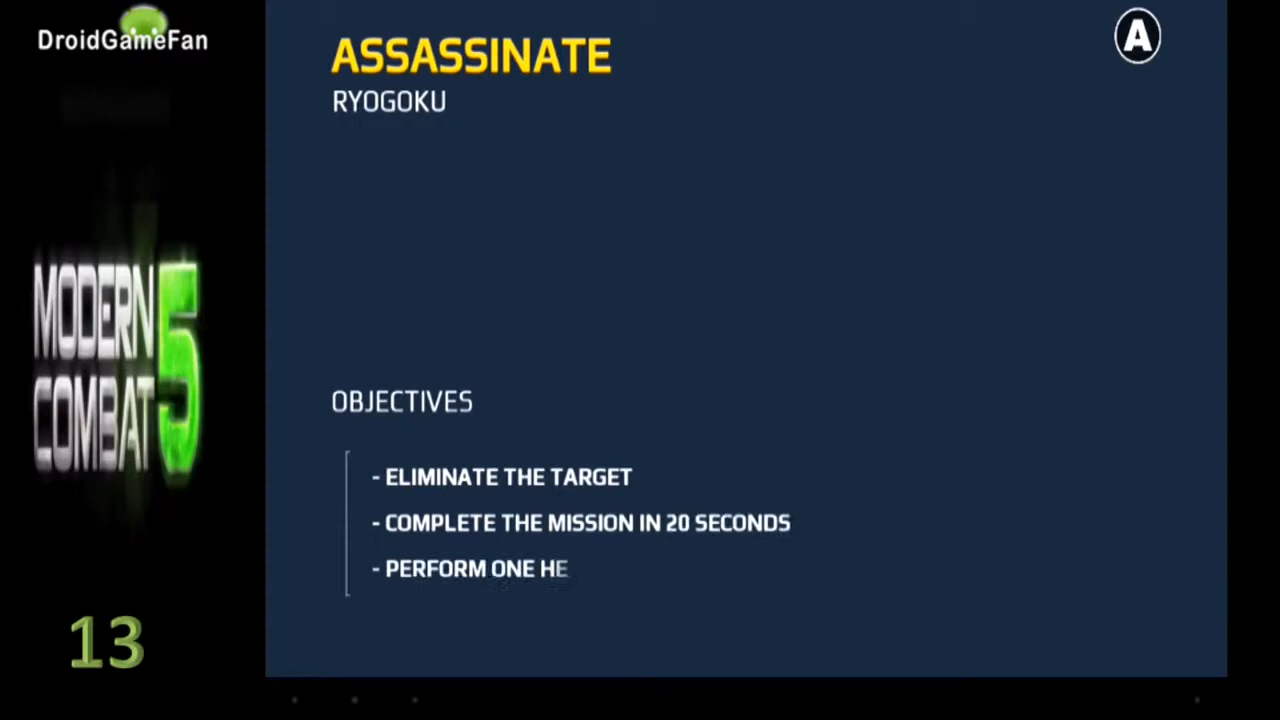 DroidGameFan
ASSASSINATE
A
RYOGOKU
MODERN
COMBAT
5
OBJECTIVES
- ELIMINATE THE TARGET
- COMPLETE THE MISSION IN 20 SECONDS
- PERFORM ONE HE
13